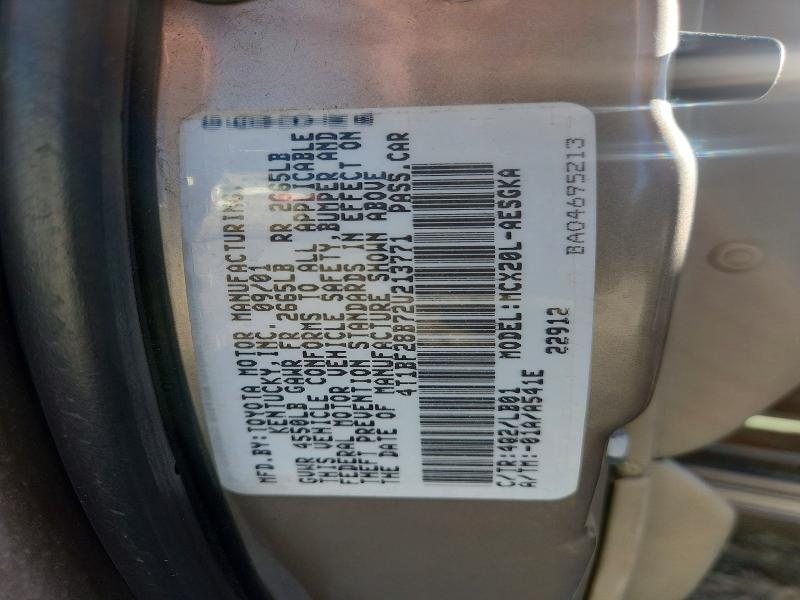 MFD.BY:TOYOTA MOTOR MANUFACTURING,
KENTUCKY,INC. 09/01
GVWR 4550LB GAWR FR 2665LB RR 2665LB
THIS VEHICLE CONFORMS TO ALL APPLICABLE
FEDERAL MOTOR VEHICLE SAFETY, BUMPER AND
THEFT PREVENTION STANDARDS IN EFFECT ON
THE DATE OF MANUFACTURE SHOWN ABOVE
4T1BF28B72U213771 PASS.CAR
C/TR:4Q2/LB01 MODEL:MCX20L-AESGKA
A/TM:-01A/A541E 22912
BA04695213